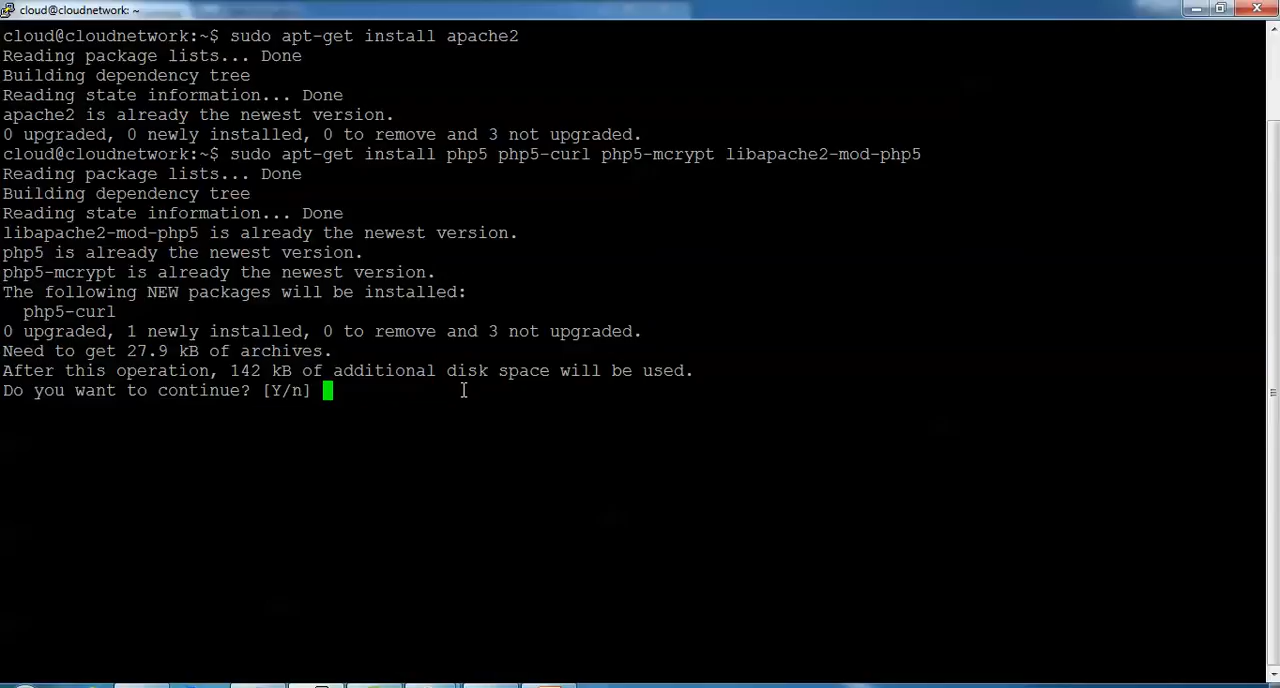 cloud@cloudnetwork: ~
cloud@cloudnetwork:~$ sudo apt-get install apache2
Reading package lists... Done
Building dependency tree
Reading state information... Done
apache2 is already the newest version.
0 upgraded, 0 newly installed, 0 to remove and 3 not upgraded.
cloud@cloudnetwork:~$ sudo apt-get install php5 php5-curl php5-mcrypt libapache2-mod-php5
Reading package lists... Done
Building dependency tree
Reading state information... Done
libapache2-mod-php5 is already the newest version.
php5 is already the newest version.
php5-mcrypt is already the newest version.
The following NEW packages will be installed:
  php5-curl
0 upgraded, 1 newly installed, 0 to remove and 3 not upgraded.
Need to get 27.9 kB of archives.
After this operation, 142 kB of additional disk space will be used.
Do you want to continue? [Y/n]